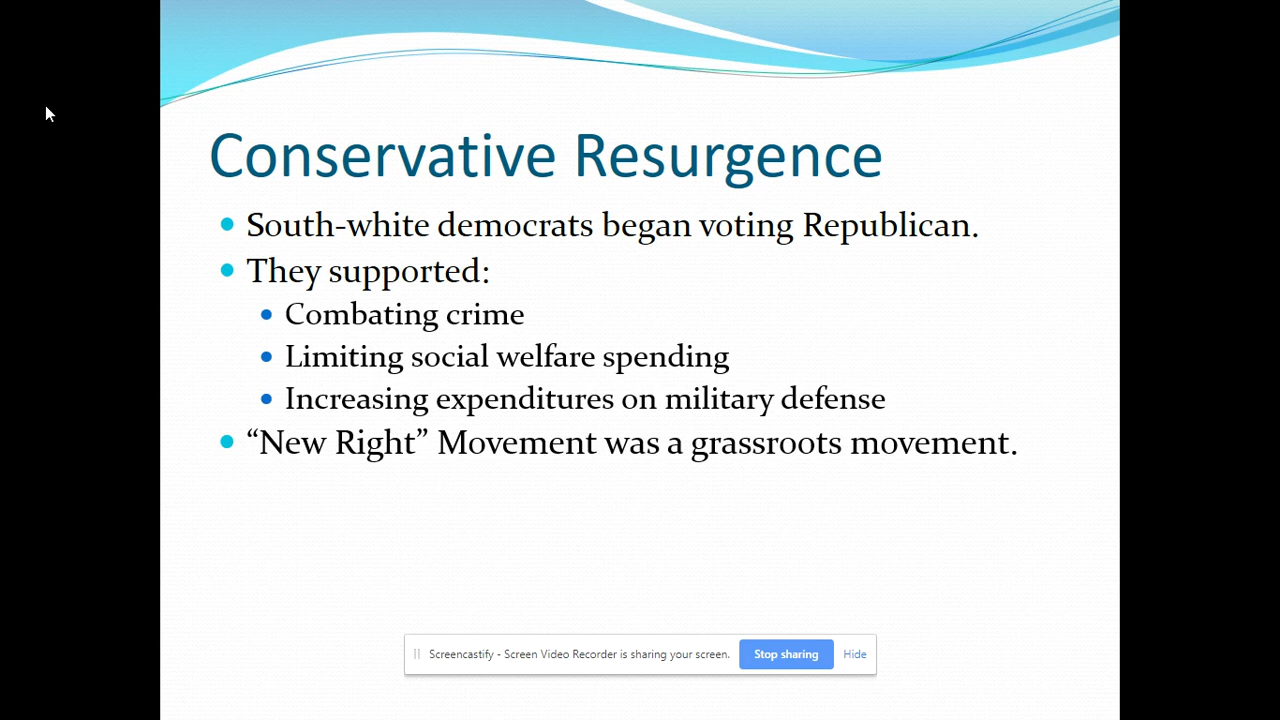 Conservative Resurgence
South-white democrats began voting Republican.
They supported:
Combating crime
Limiting social welfare spending
Increasing expenditures on military defense
“New Right” Movement was a grassroots movement.
Screencastify - Screen Video Recorder is sharing your screen. Stop sharing Hide